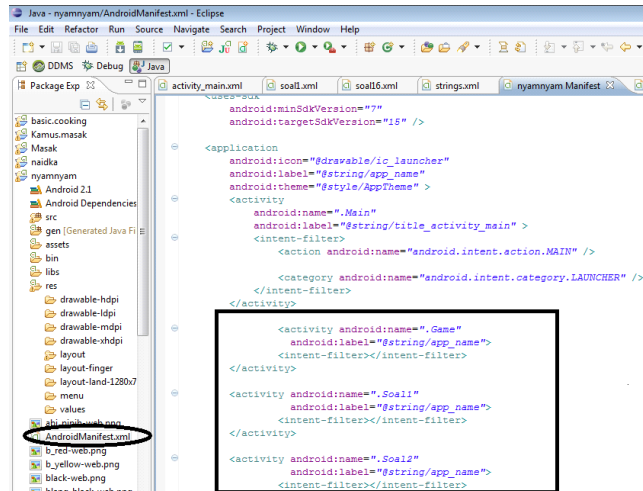 Java - nyamnyam/AndroidManifest.xml - Eclipse
File Edit Refactor Run Source Navigate Search Project Window Help
DDMS Debug Java
Package Exp
activity_main.xml soal1.xml soal16.xml strings.xml nyamnyam Manifest
basic.cooking
Kamus.masak
Masak
naidka
nyamnyam
Android 2.1
Android Dependencies
src
gen [Generated Java Fi
assets
bin
libs
res
drawable-hdpi
drawable-ldpi
drawable-mdpi
drawable-xhdpi
layout
layout-finger
layout-land-1280x7
menu
values
AndroidManifest.xml
b_red-web.png
b_yellow-web.png
black-web.png
<uses-sdk
android:minSdkVersion="7"
android:targetSdkVersion="15" />
<application
android:icon="@drawable/ic_launcher"
android:label="@string/app_name"
android:theme="@style/AppTheme" >
<activity
android:name=".Main"
android:label="@string/title_activity_main" >
<intent-filter>
<action android:name="android.intent.action.MAIN" />
<category android:name="android.intent.category.LAUNCHER" />
</intent-filter>
</activity>
<activity android:name=".Game"
android:label="@string/app_name">
<intent-filter></intent-filter>
</activity>
<activity android:name=".Soal1"
android:label="@string/app_name">
<intent-filter></intent-filter>
</activity>
<activity android:name=".Soal2"
android:label="@string/app_name">
<intent-filter></intent-filter>